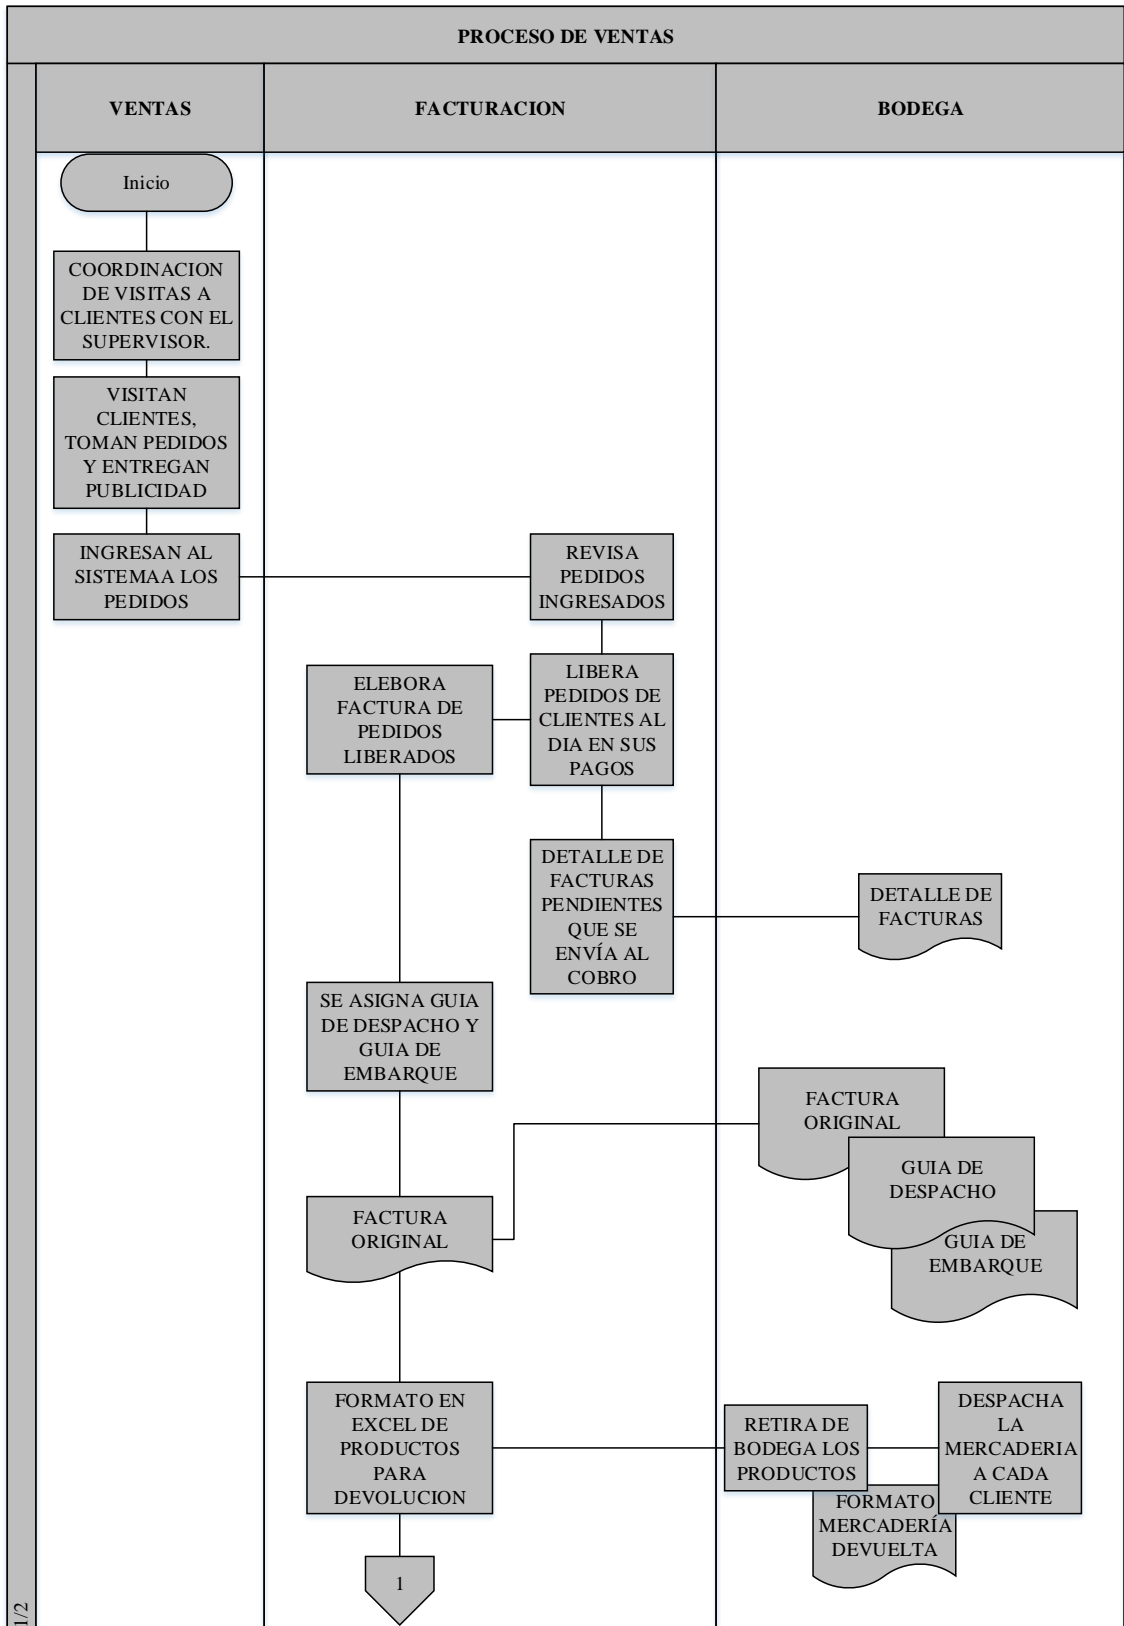 PROCESO DE VENTAS
VENTAS
FACTURACION
BODEGA
Inicio
COORDINACION
DE VISITAS A
CLIENTES CON EL
SUPERVISOR.
VISITAN
CLIENTES,
TOMAN PEDIDOS
Y ENTREGAN
PUBLICIDAD
INGRESAN AL
SISTEMAA LOS
PEDIDOS
REVISA
PEDIDOS
INGRESADOS
ELEBORA
FACTURA DE
PEDIDOS
LIBERADOS
LIBERA
PEDIDOS DE
CLIENTES AL
DIA EN SUS
PAGOS
DETALLE DE
FACTURAS
PENDIENTES
QUE SE
ENVÍA AL
COBRO
DETALLE DE
FACTURAS
SE ASIGNA GUIA
DE DESPACHO Y
GUIA DE
EMBARQUE
FACTURA
ORIGINAL
GUIA DE
DESPACHO
GUIA DE
EMBARQUE
FACTURA
ORIGINAL
FORMATO EN
EXCEL DE
PRODUCTOS
PARA
DEVOLUCION
RETIRA DE
BODEGA LOS
PRODUCTOS
DESPACHA
LA
MERCADERIA
A CADA
CLIENTE
FORMATO
MERCADERÍA
DEVUELTA
1
1/2